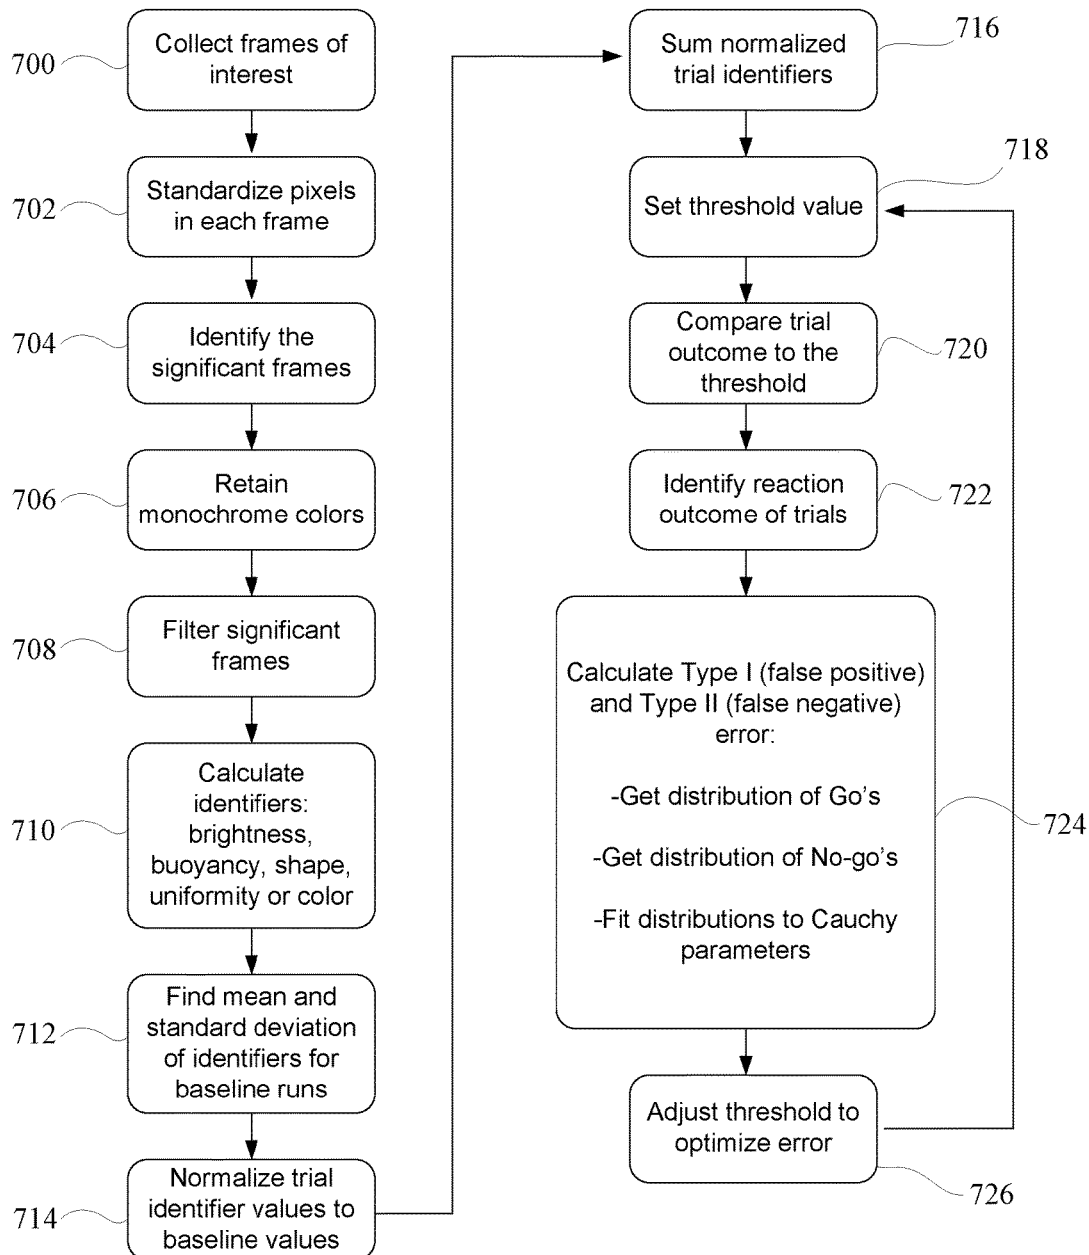 700
Collect frames of
interest
702
Standardize pixels
in each frame
704
Identify the
significant frames
706
Retain
monochrome colors
708
Filter significant
frames
710
Calculate
identifiers:
brightness,
buoyancy, shape,
uniformity or color
712
Find mean and
standard deviation
of identifiers for
baseline runs
714
Normalize trial
identifier values to
baseline values
716
Sum normalized
trial identifiers
718
Set threshold value
720
Compare trial
outcome to the
threshold
722
Identify reaction
outcome of trials
724
Calculate Type I (false positive)
and Type II (false negative)
error:
-Get distribution of Go's
-Get distribution of No-go's
-Fit distributions to Cauchy
parameters
726
Adjust threshold to
optimize error